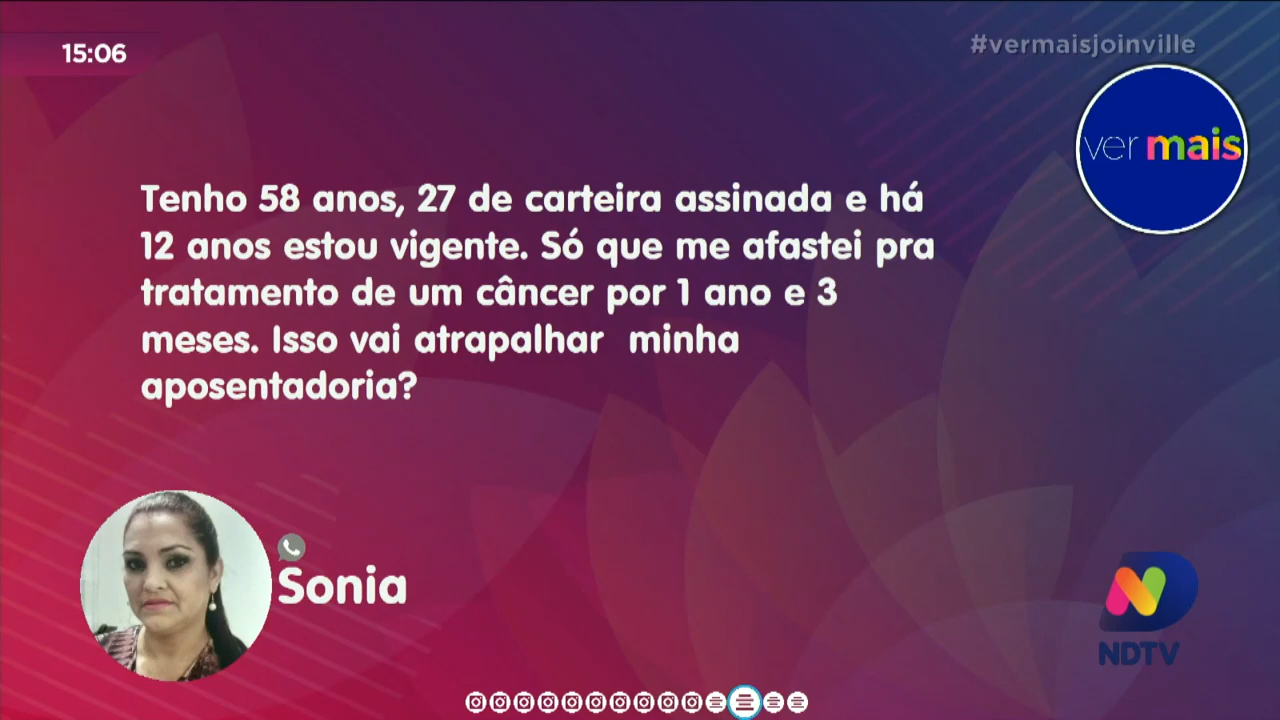 15:06
#vermaisjoinville
ver mais
Tenho 58 anos, 27 de carteira assinada e há
12 anos estou vigente. Só que me afastei pra
tratamento de um câncer por 1 ano e 3
meses. Isso vai atrapalhar minha
aposentadoria?
Sonia
NDTV